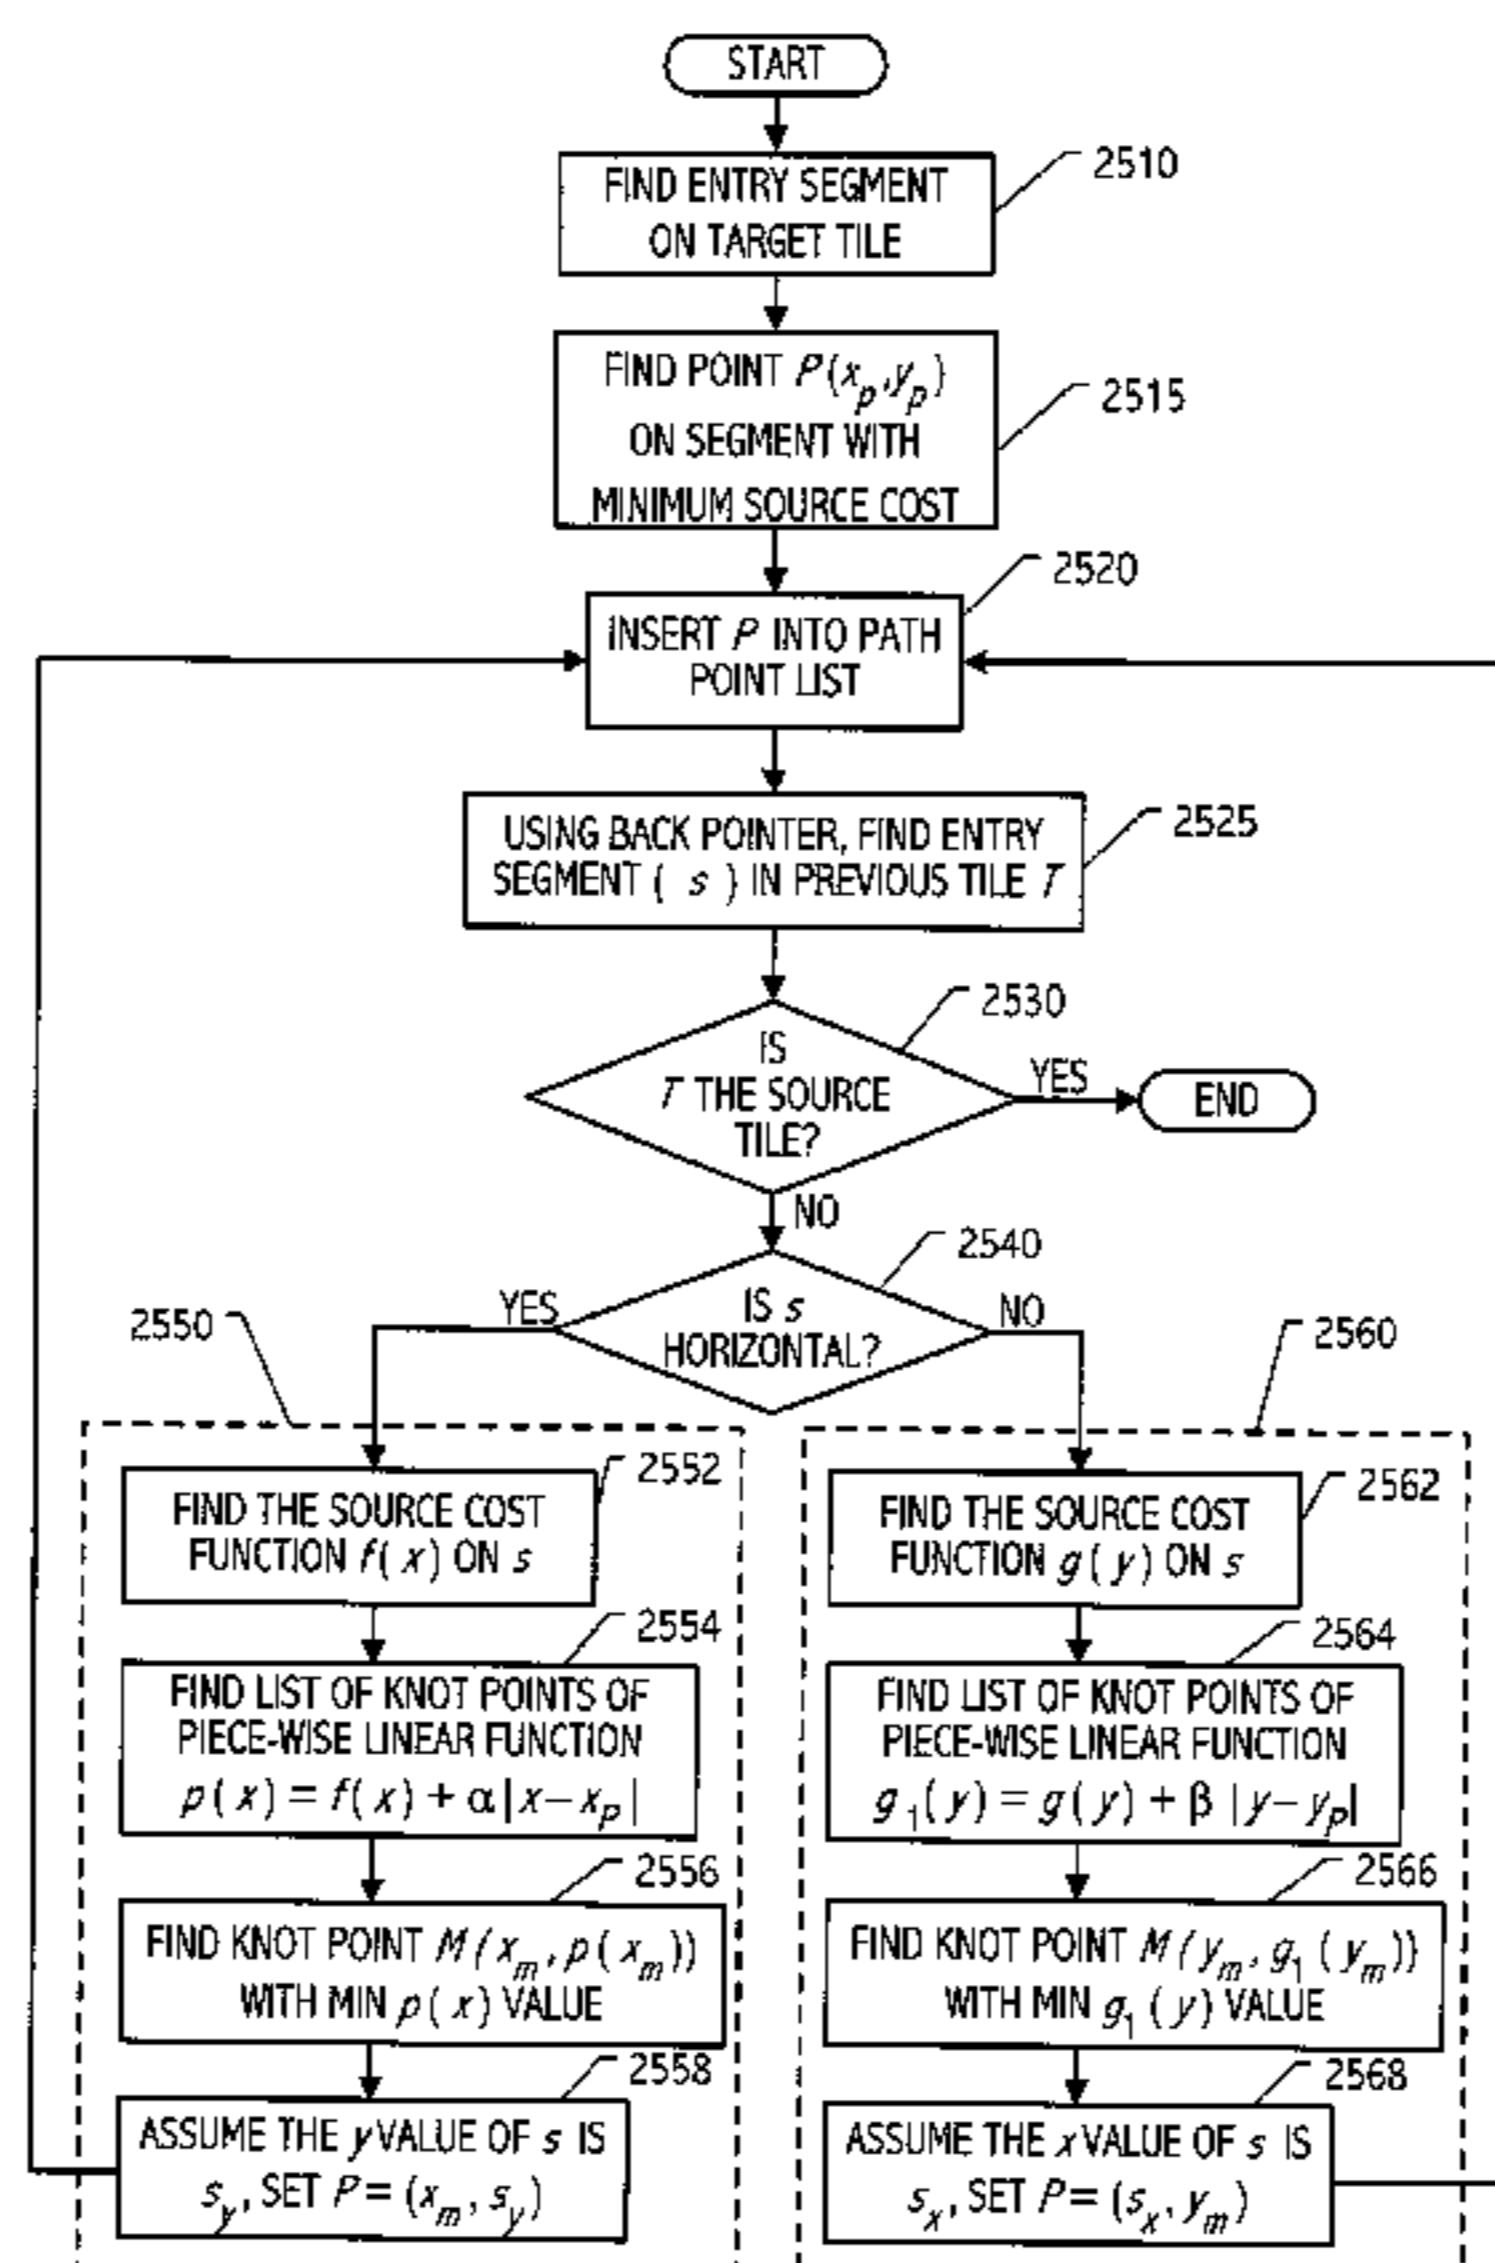 START
FIND ENTRY SEGMENT
ON TARGET TILE
2510
FIND POINT P(x_p,y_p)
ON SEGMENT WITH
MINIMUM SOURCE COST
2515
INSERT P INTO PATH
POINT LIST
2520
USING BACK POINTER, FIND ENTRY
SEGMENT ( s ) IN PREVIOUS TILE T
2525
IS
T THE SOURCE
TILE?
2530
YES
END
NO
IS s
HORIZONTAL?
2540
YES
NO
2550
FIND THE SOURCE COST
FUNCTION f( x ) ON s
2552
FIND LIST OF KNOT POINTS OF
PIECE-WISE LINEAR FUNCTION
p( x ) = f( x ) + α|x−x_p|
2554
FIND KNOT POINT M(x_m, p(x_m))
WITH MIN p( x ) VALUE
2556
ASSUME THE y VALUE OF s IS
s_y, SET P = (x_m, s_y)
2558
2560
FIND THE SOURCE COST
FUNCTION g ( y ) ON s
2562
FIND LIST OF KNOT POINTS OF
PIECE-WISE LINEAR FUNCTION
g_1(y) = g(y) + β |y−y_p|
2564
FIND KNOT POINT M(y_m, g_1(y_m))
WITH MIN g_1(y) VALUE
2566
ASSUME THE x VALUE OF s IS
s_x, SET P = (s_x, y_m)
2568